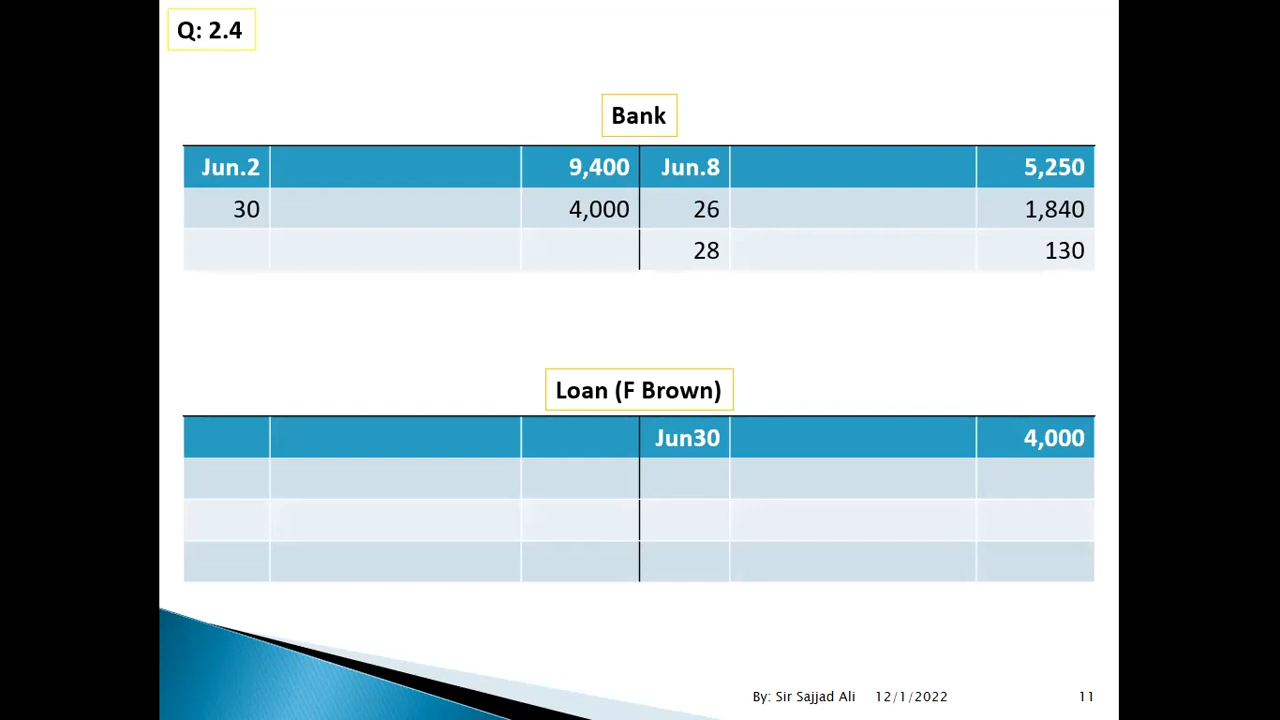 Q: 2.4
Bank
Jun.2 9,400 Jun.8 5,250
30 4,000 26 1,840
28 130
Loan (F Brown)
Jun30 4,000
By: Sir Sajjad Ali 12/1/2022 11